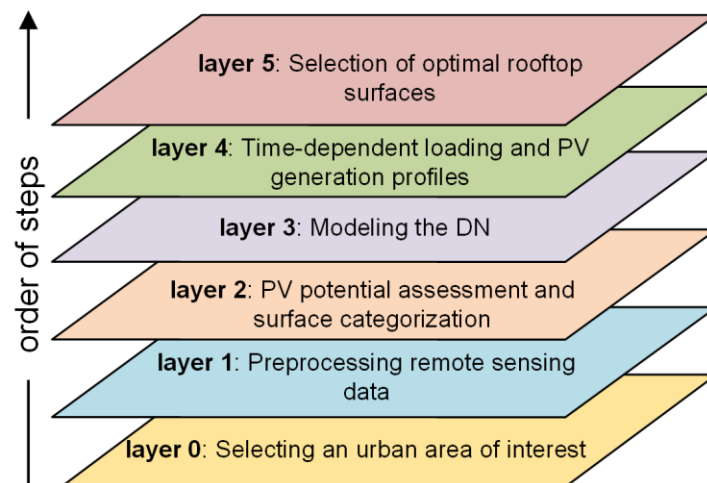 layer 5: Selection of optimal rooftop
surfaces
layer 4: Time-dependent loading and PV
generation profiles
layer 3: Modeling the DN
layer 2: PV potential assessment and
surface categorization
layer 1: Preprocessing remote sensing
data
layer 0: Selecting an urban area of interest
order of steps